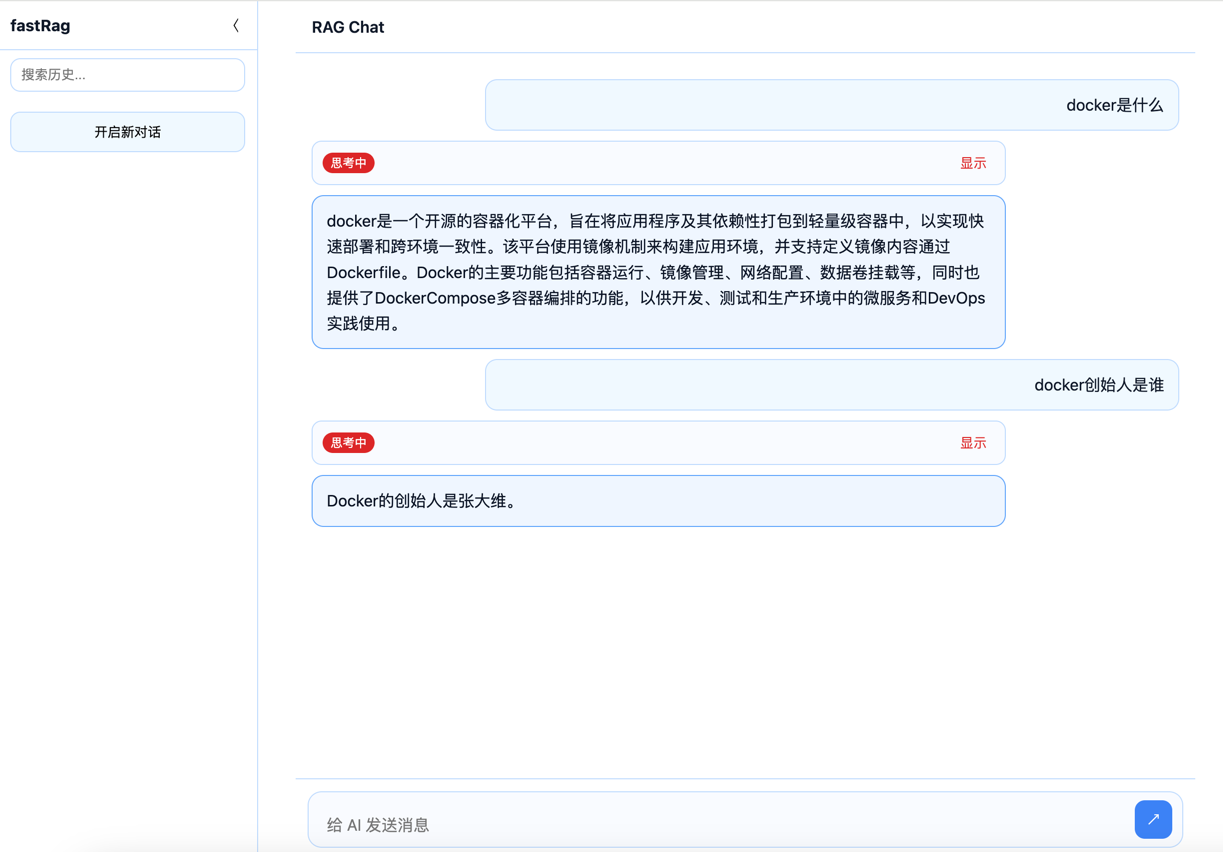 fastRag
搜索历史...
开启新对话
RAG Chat
docker是什么
思考中
显示
docker是一个开源的容器化平台，旨在将应用程序及其依赖性打包到轻量级容器中，以实现快
速部署和跨环境一致性。该平台使用镜像机制来构建应用环境，并支持定义镜像内容通过
Dockerfile。Docker的主要功能包括容器运行、镜像管理、网络配置、数据卷挂载等，同时也
提供了DockerCompose多容器编排的功能，以供开发、测试和生产环境中的微服务和DevOps
实践使用。
docker创始人是谁
思考中
显示
Docker的创始人是张大维。
给 AI 发送消息